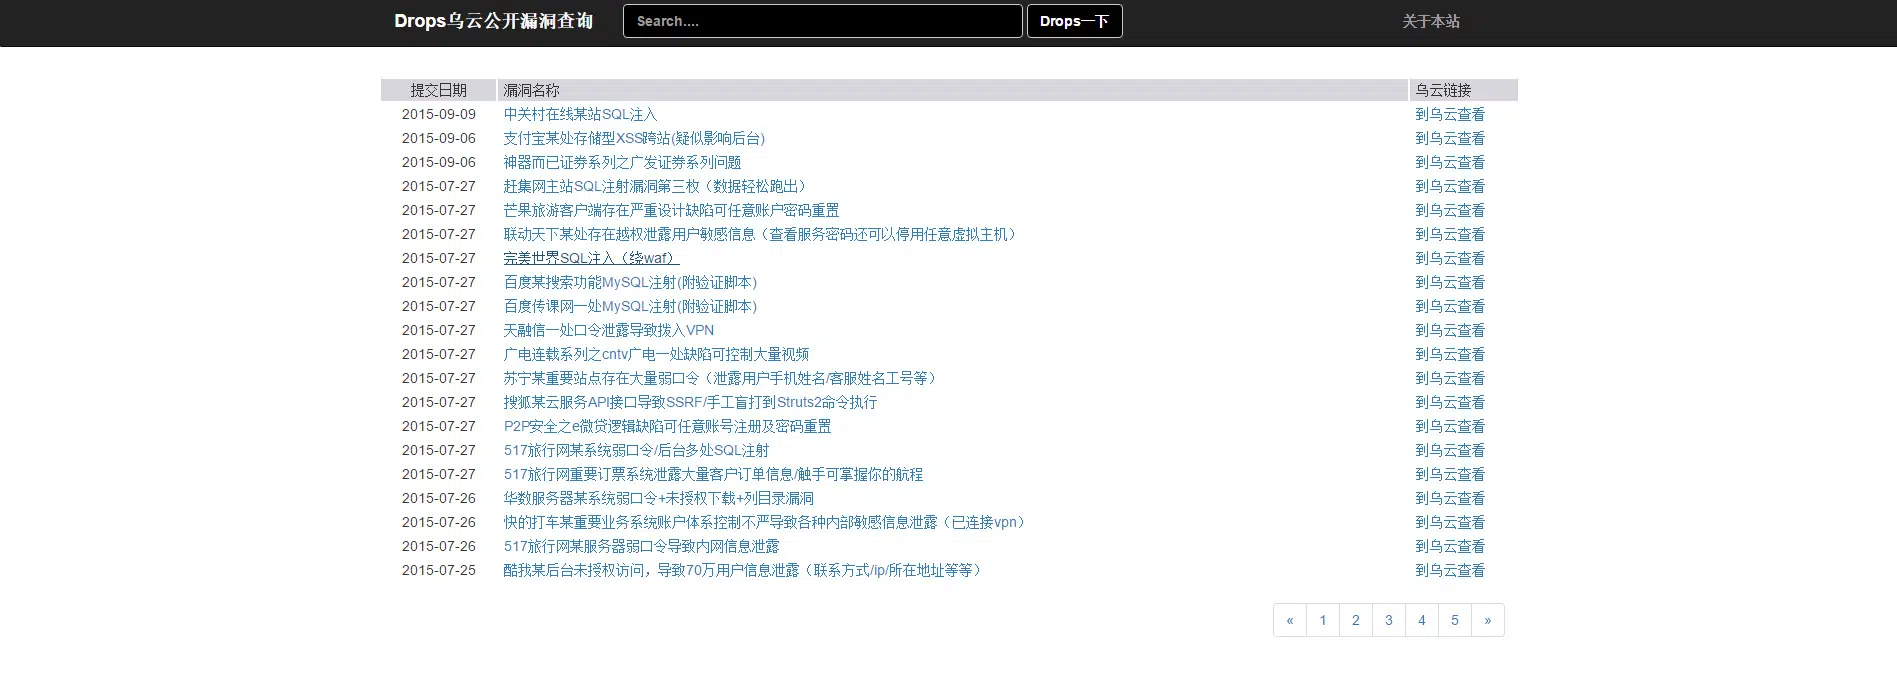 Drops乌云公开漏洞查询 Search.... Drops一下 关于本站
提交日期 漏洞名称 乌云链接
2015-09-09 中关村在线某站SQL注入 到乌云查看
2015-09-06 支付宝某处存储型XSS跨站(疑似影响后台) 到乌云查看
2015-09-06 神器而已证券系列之广发证券系列问题 到乌云查看
2015-07-27 赶集网主站SQL注射漏洞第三枚（数据轻松跑出） 到乌云查看
2015-07-27 芒果旅游客户端存在严重设计缺陷可任意账户密码重置 到乌云查看
2015-07-27 联动天下某处存在越权泄露用户敏感信息（查看服务密码还可以停用任意虚拟主机） 到乌云查看
2015-07-27 完美世界SQL注入（绕waf） 到乌云查看
2015-07-27 百度某搜索功能MySQL注射(附验证脚本) 到乌云查看
2015-07-27 百度传课网一处MySQL注射(附验证脚本) 到乌云查看
2015-07-27 天融信一处口令泄露导致拨入VPN 到乌云查看
2015-07-27 广电连载系列之cntv广电一处缺陷可控制大量视频 到乌云查看
2015-07-27 苏宁某重要站点存在大量弱口令（泄露用户手机姓名/客服姓名工号等） 到乌云查看
2015-07-27 搜狐某云服务API接口导致SSRF/手工盲打到Struts2命令执行 到乌云查看
2015-07-27 P2P安全之e微贷逻辑缺陷可任意账号注册及密码重置 到乌云查看
2015-07-27 517旅行网某系统弱口令/后台多处SQL注射 到乌云查看
2015-07-27 517旅行网重要订票系统泄露大量客户订单信息/触手可掌握你的航程 到乌云查看
2015-07-26 华数服务器某系统弱口令+未授权下载+列目录漏洞 到乌云查看
2015-07-26 快的打车某重要业务系统账户体系控制不严导致各种内部敏感信息泄露（已连接vpn） 到乌云查看
2015-07-26 517旅行网某服务器弱口令导致内网信息泄露 到乌云查看
2015-07-25 酷我某后台未授权访问，导致70万用户信息泄露（联系方式/ip/所在地址等等） 到乌云查看
« 1 2 3 4 5 »